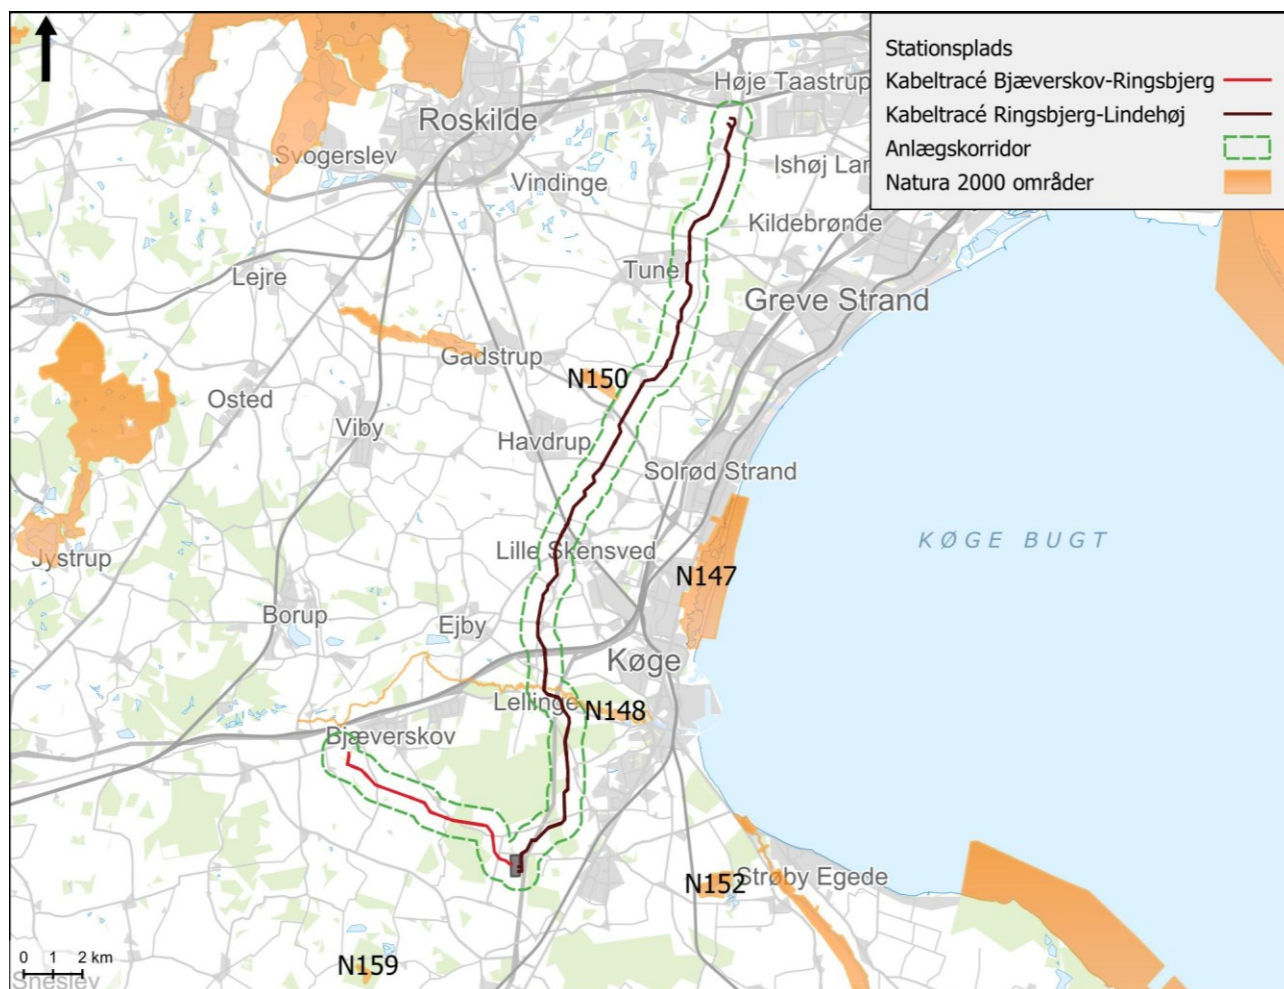 Stationsplads
Kabeltracé Bjæverskov-Ringsbjerg
Kabeltracé Ringsbjerg-Lindehøj
Anlægskorridor
Natura 2000 områder
Høje Taastrup
Roskilde
Svogerslev
Ishøj Lan
Vindinge
Kildebrønde
Tune
Lejre
Greve Strand
Gadstrup
N150
Osted
Viby
Havdrup
Solrød Strand
KØGE BUGT
Lille Skensved
Jystrup
N147
Borup
Ejby
Køge
Lellinge
N148
Bjæverskov
N152
Strøby Egede
N159
0 1 2 km
Sneslev